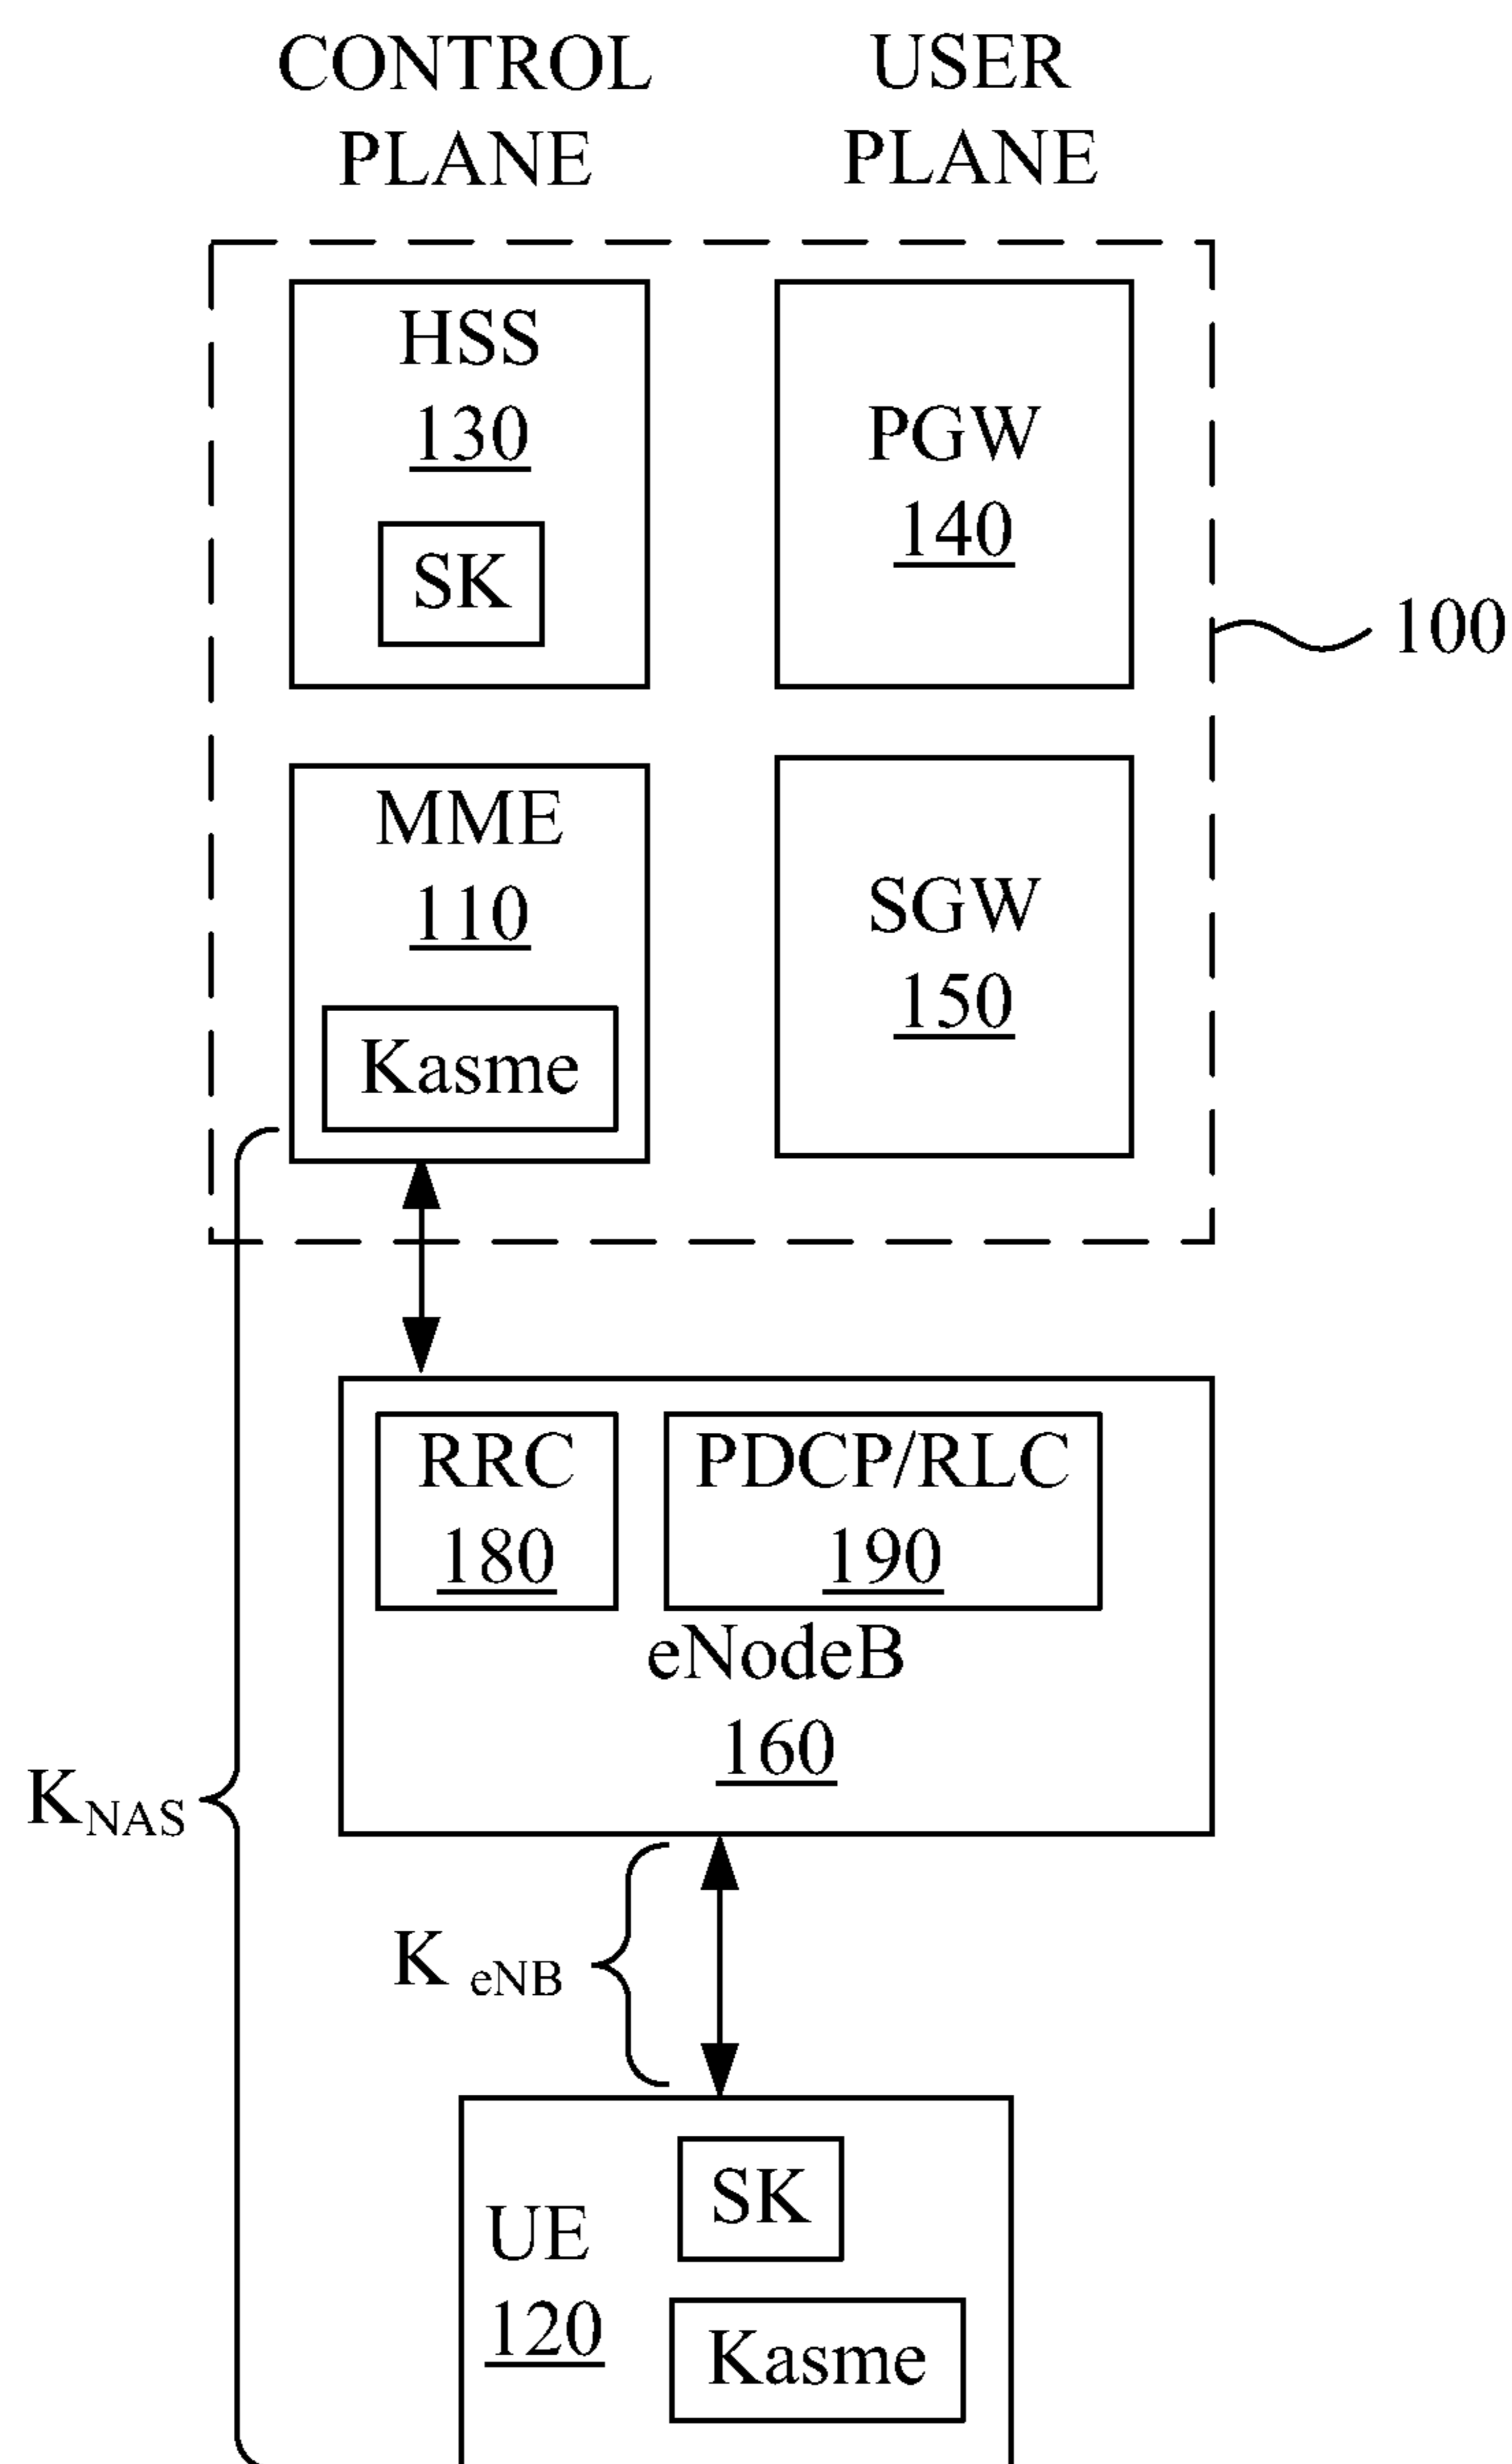 CONTROL
PLANE
USER
PLANE
HSS
130
SK
PGW
140
100
MME
110
Kasme
SGW
150
RRC
180
PDCP/RLC
190
eNodeB
160
KNAS
K eNB
SK
UE
120
Kasme